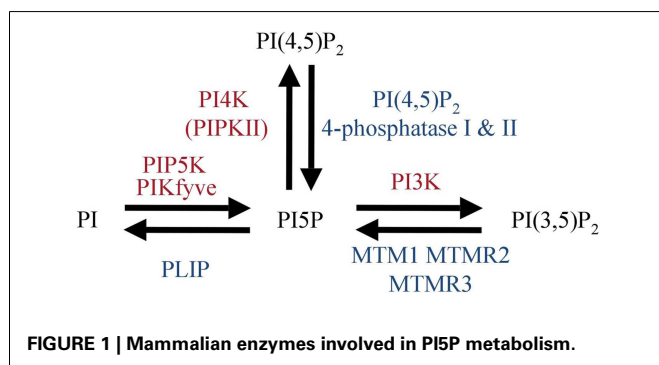 PI(4,5)P₂
PI4K
(PIPKII)
PI(4,5)P₂
4-phosphatase I & II
PIP5K
PIKfyve
PI3K
PI
PI5P
PI(3,5)P₂
PLIP
MTM1 MTMR2
MTMR3
FIGURE 1 | Mammalian enzymes involved in PI5P metabolism.